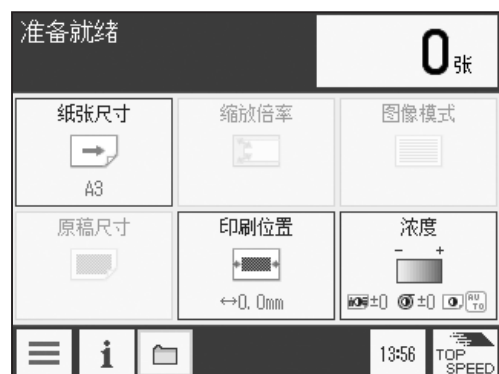 准备就绪
0张
纸张尺寸
缩放倍率
图像模式
A3
原稿尺寸
印刷位置
浓度
- +
↔0.0mm
±0 ±0 AUTO
i
13:56
TOP
SPEED